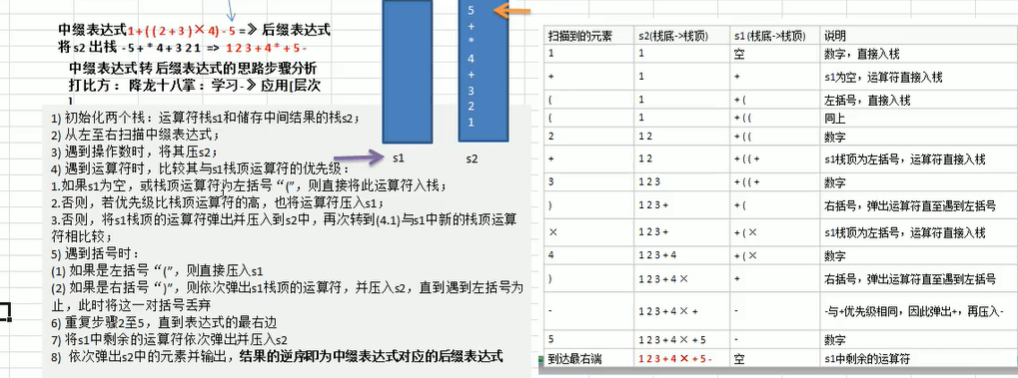 中缀表达式1+((2+3)×4)-5=》后缀表达式
将s2出栈 -5+*4+321 => 123+4*+5-
中缀表达式转后缀表达式的思路步骤分析
打比方：降龙十八掌：学习-》应用[层次
]
1) 初始化两个栈：运算符栈s1和储存中间结果的栈s2；
2) 从左至右扫描中缀表达式；
3) 遇到操作数时，将其压s2；
4) 遇到运算符时，比较其与s1栈顶运算符的优先级：
1.如果s1为空，或栈顶运算符为左括号“(”，则直接将此运算符入栈；
2.否则，若优先级比栈顶运算符的高，也将运算符压入s1；
3.否则，将s1栈顶的运算符弹出并压入到s2中，再次转到(4.1)与s1中新的栈顶运算
符相比较；
5) 遇到括号时：
(1) 如果是左括号“(”，则直接压入s1
(2) 如果是右括号“)”，则依次弹出s1栈顶的运算符，并压入s2，直到遇到左括号为
止，此时将这一对括号丢弃
6) 重复步骤2至5，直到表达式的最右边
7) 将s1中剩余的运算符依次弹出并压入s2
8) 依次弹出s2中的元素并输出，结果的逆序即为中缀表达式对应的后缀表达式
s1
5
+
*
4
+
3
2
1
s2
扫描到的元素 s2(栈底->栈顶) s1 (栈底->栈顶) 说明
1 1 空 数字，直接入栈
+ 1 + s1为空，运算符直接入栈
( 1 + ( 左括号，直接入栈
( 1 + ( ( 同上
2 1 2 + ( ( 数字
+ 1 2 + ( ( + s1栈顶为左括号，运算符直接入栈
3 1 2 3 + ( ( + 数字
) 1 2 3 + + ( 右括号，弹出运算符直至遇到左括号
× 1 2 3 + + ( × s1栈顶为左括号，运算符直接入栈
4 1 2 3 + 4 + ( × 数字
) 1 2 3 + 4 × + 右括号，弹出运算符直至遇到左括号
- 1 2 3 + 4 × + - -与+优先级相同，因此弹出+，再压入-
5 1 2 3 + 4 × + 5 - 数字
到达最右端 1 2 3 + 4 × + 5 - 空 s1中剩余的运算符